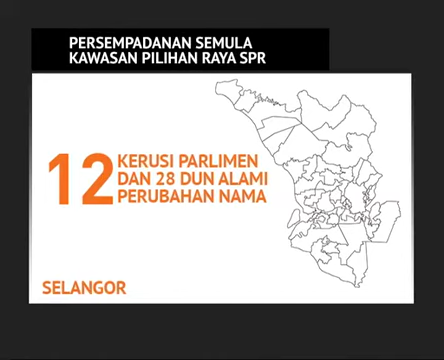 PERSEMPADANAN SEMULA
KAWASAN PILIHAN RAYA SPR
12 KERUSI PARLIMEN
DAN 28 DUN ALAMI
PERUBAHAN NAMA
SELANGOR